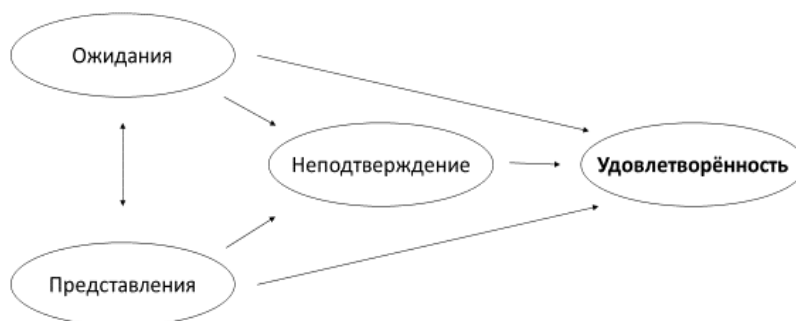 Ожидания
Неподтверждение
Удовлетворённость
Представления